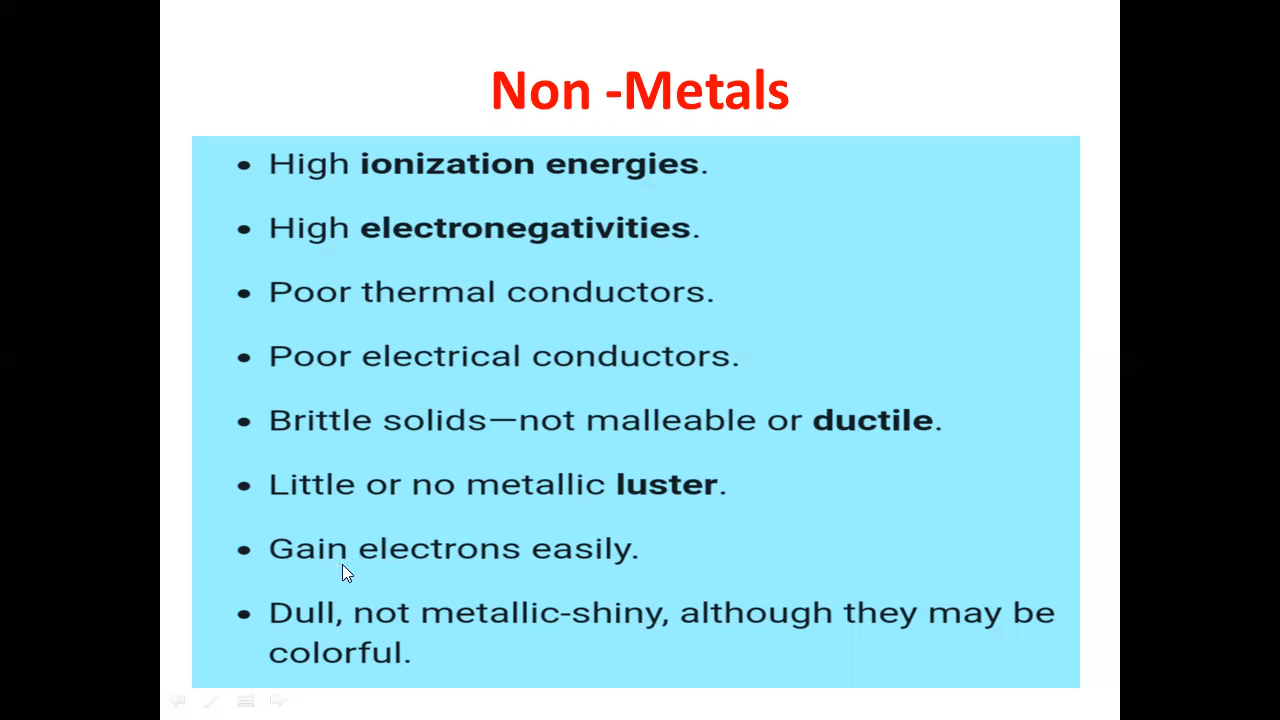 Non -Metals
• High ionization energies.
• High electronegativities.
• Poor thermal conductors.
• Poor electrical conductors.
• Brittle solids—not malleable or ductile.
• Little or no metallic luster.
• Gain electrons easily.
• Dull, not metallic-shiny, although they may be
colorful.